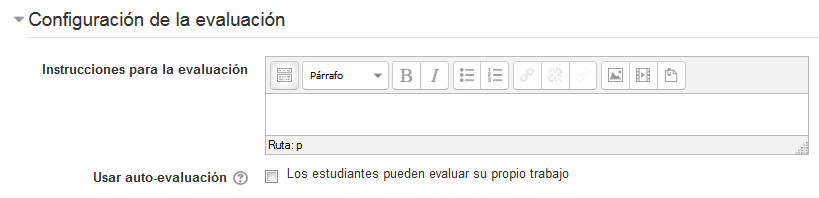 Configuración de la evaluación
Instrucciones para la evaluación
Párrafo
B I
Ruta: p
Usar auto-evaluación
Los estudiantes pueden evaluar su propio trabajo